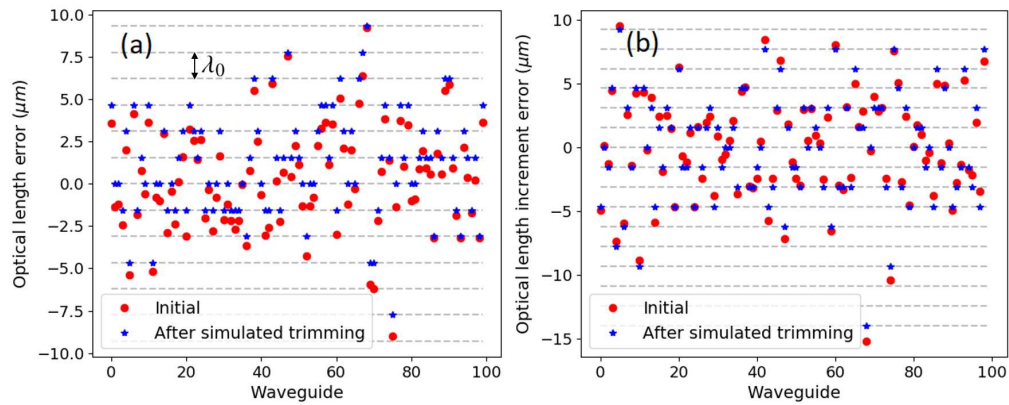 (a)
λ₀
10.0
7.5
5.0
2.5
0.0
−2.5
−5.0
−7.5
−10.0
Optical length error (μm)
Initial
After simulated trimming
0 20 40 60 80 100
Waveguide
(b)
10
5
0
−5
−10
−15
Optical length increment error (μm)
Initial
After simulated trimming
0 20 40 60 80 100
Waveguide